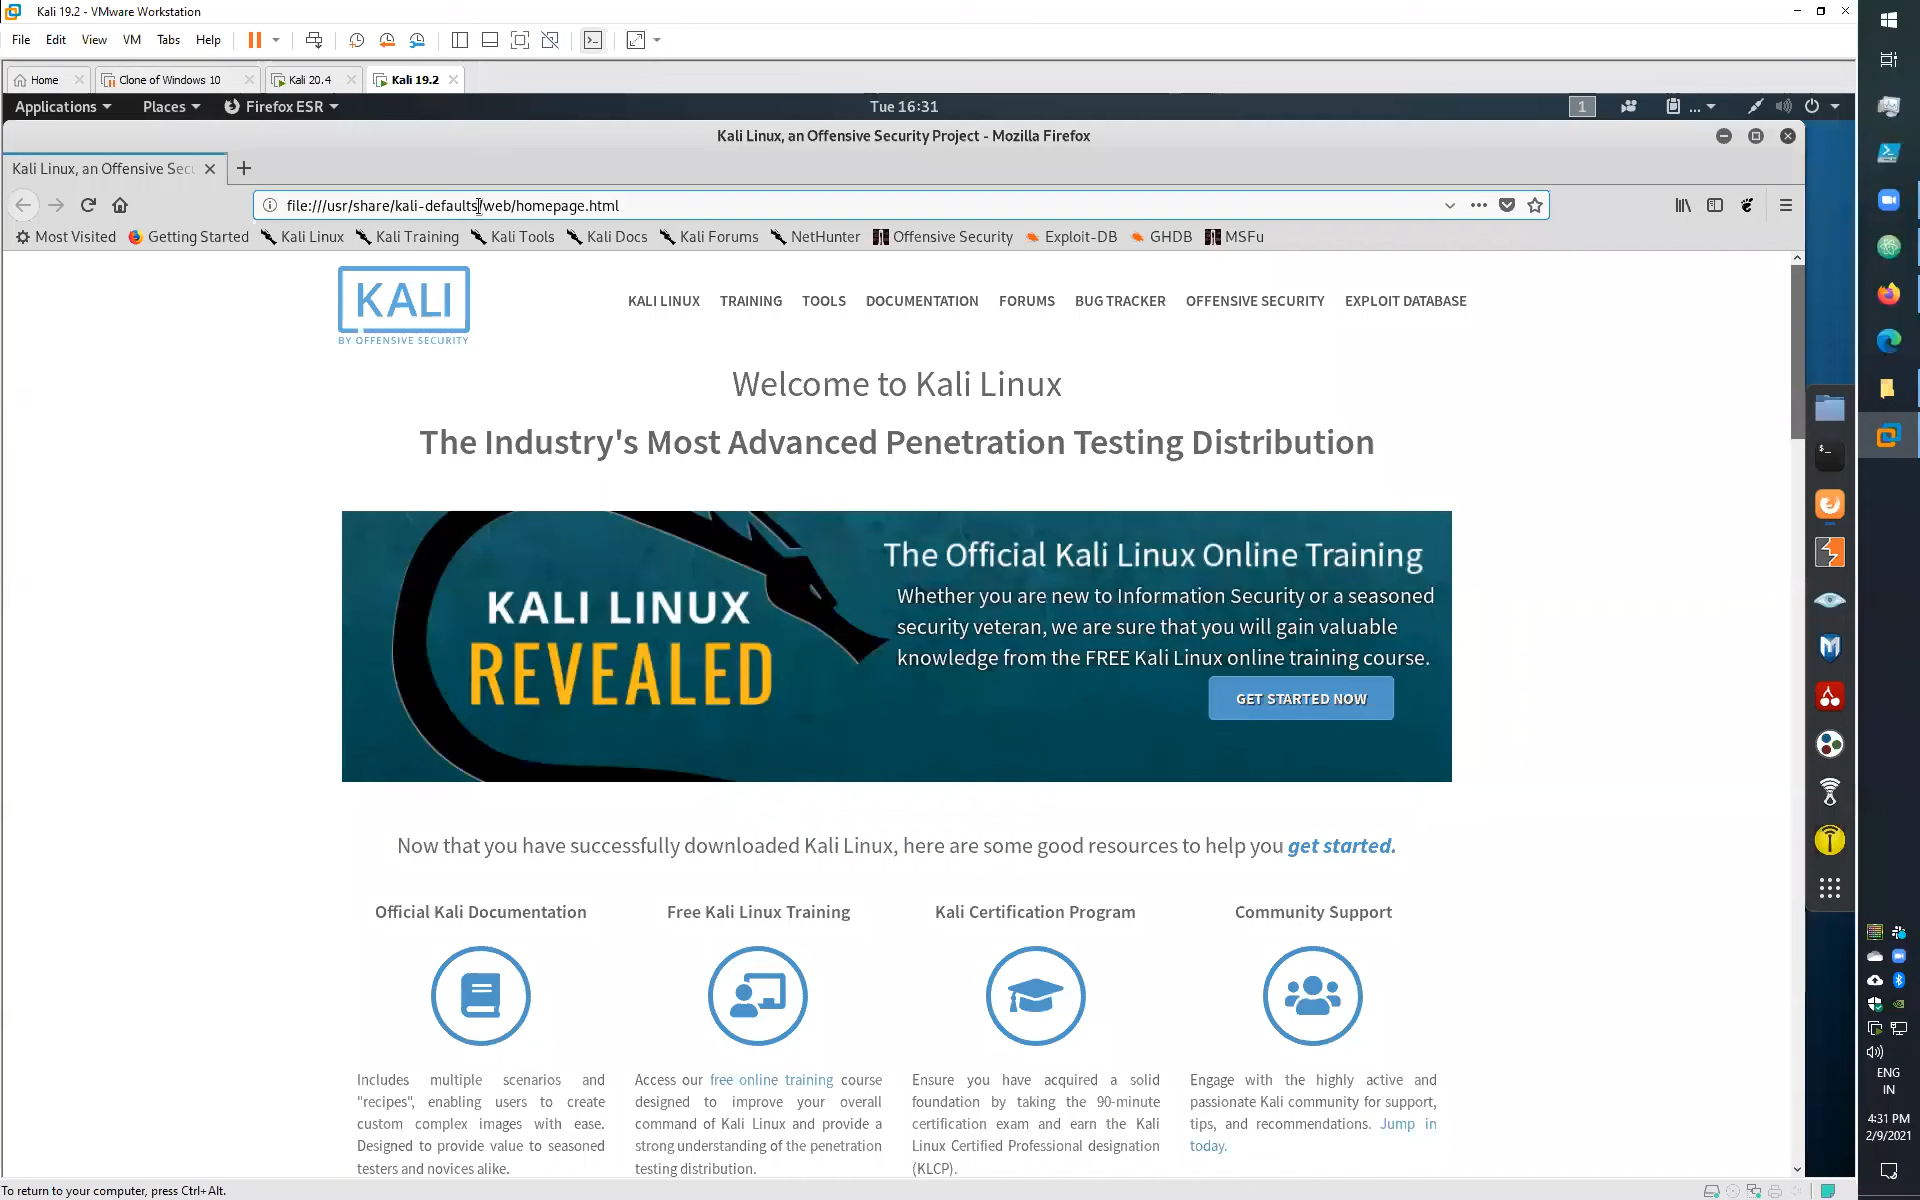 Kali 19.2 - VMware Workstation
File Edit View VM Tabs Help
Home Clone of Windows 10 Kali 20.4 Kali 19.2
Applications Places Firefox ESR Tue 16:31 1 ...
Kali Linux, an Offensive Security Project - Mozilla Firefox
Kali Linux, an Offensive Secu
file:///usr/share/kali-defaults/web/homepage.html
Most Visited Getting Started Kali Linux Kali Training Kali Tools Kali Docs Kali Forums NetHunter Offensive Security Exploit-DB GHDB MSFu
KALI
BY OFFENSIVE SECURITY
KALI LINUX TRAINING TOOLS DOCUMENTATION FORUMS BUG TRACKER OFFENSIVE SECURITY EXPLOIT DATABASE
Welcome to Kali Linux
The Industry's Most Advanced Penetration Testing Distribution
KALI LINUX
REVEALED
The Official Kali Linux Online Training
Whether you are new to Information Security or a seasoned
security veteran, we are sure that you will gain valuable
knowledge from the FREE Kali Linux online training course.
GET STARTED NOW
Now that you have successfully downloaded Kali Linux, here are some good resources to help you get started.
Official Kali Documentation
Includes multiple scenarios and
"recipes", enabling users to create
custom complex images with ease.
Designed to provide value to seasoned
testers and novices alike.
Free Kali Linux Training
Access our free online training course
designed to improve your overall
command of Kali Linux and provide a
strong understanding of the penetration
testing distribution.
Kali Certification Program
Ensure you have acquired a solid
foundation by taking the 90-minute
certification exam and earn the Kali
Linux Certified Professional designation
(KLCP).
Community Support
Engage with the highly active and
passionate Kali community for support,
tips, and recommendations. Jump in
today.
ENG
IN
4:31 PM
2/9/2021
To return to your computer, press Ctrl+Alt.